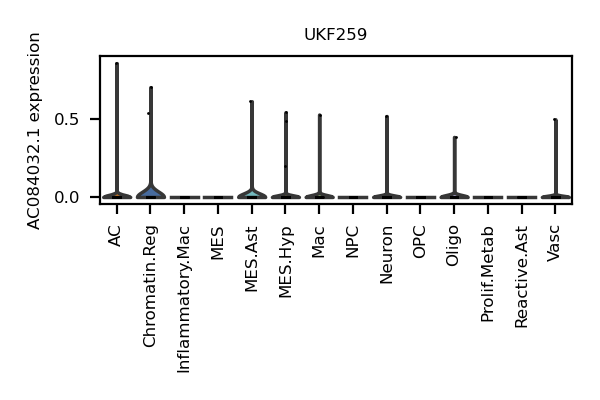 UKF259
AC084032.1 expression
0.5
0.0
AC
Chromatin.Reg
Inflammatory.Mac
MES
MES.Ast
MES.Hyp
Mac
NPC
Neuron
OPC
Oligo
Prolif.Metab
Reactive.Ast
Vasc